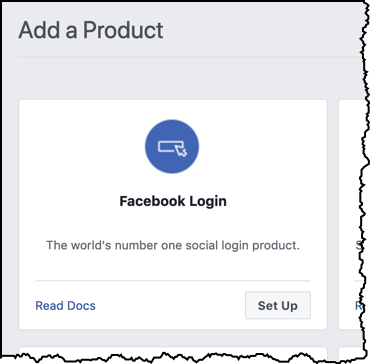 Add a Product
Facebook Login
The world's number one social login product.
Read Docs
Set Up